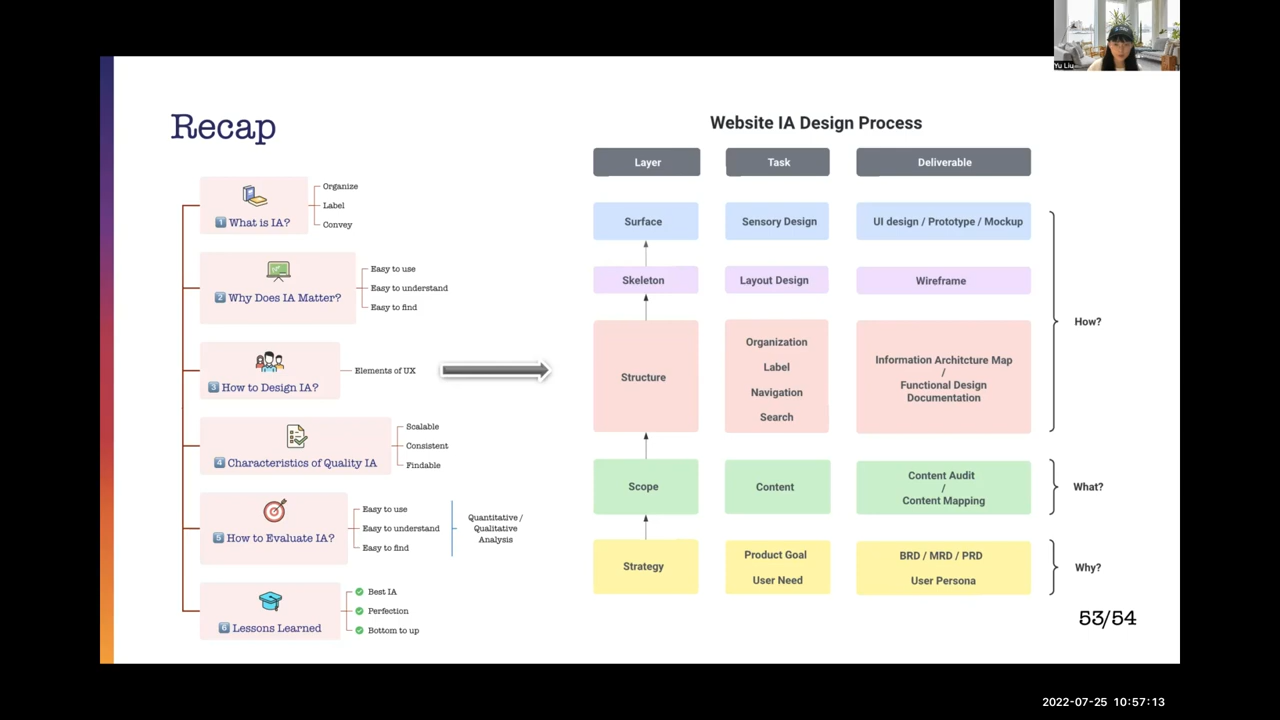 Yu Liu
Recap
1 What is IA?
Organize
Label
Convey
2 Why Does IA Matter?
Easy to use
Easy to understand
Easy to find
3 How to Design IA?
Elements of UX
4 Characteristics of Quality IA
Scalable
Consistent
Findable
5 How to Evaluate IA?
Easy to use
Easy to understand
Easy to find
Quantitative /
Qualitative
Analysis
6 Lessons Learned
Best IA
Perfection
Bottom to up
Website IA Design Process
Layer
Task
Deliverable
Surface
Sensory Design
UI design / Prototype / Mockup
Skeleton
Layout Design
Wireframe
Structure
Organization
Label
Navigation
Search
Information Architcture Map
/
Functional Design
Documentation
How?
Scope
Content
Content Audit
/
Content Mapping
What?
Strategy
Product Goal
User Need
BRD / MRD / PRD
User Persona
Why?
53/54
2022-07-25 10:57:13